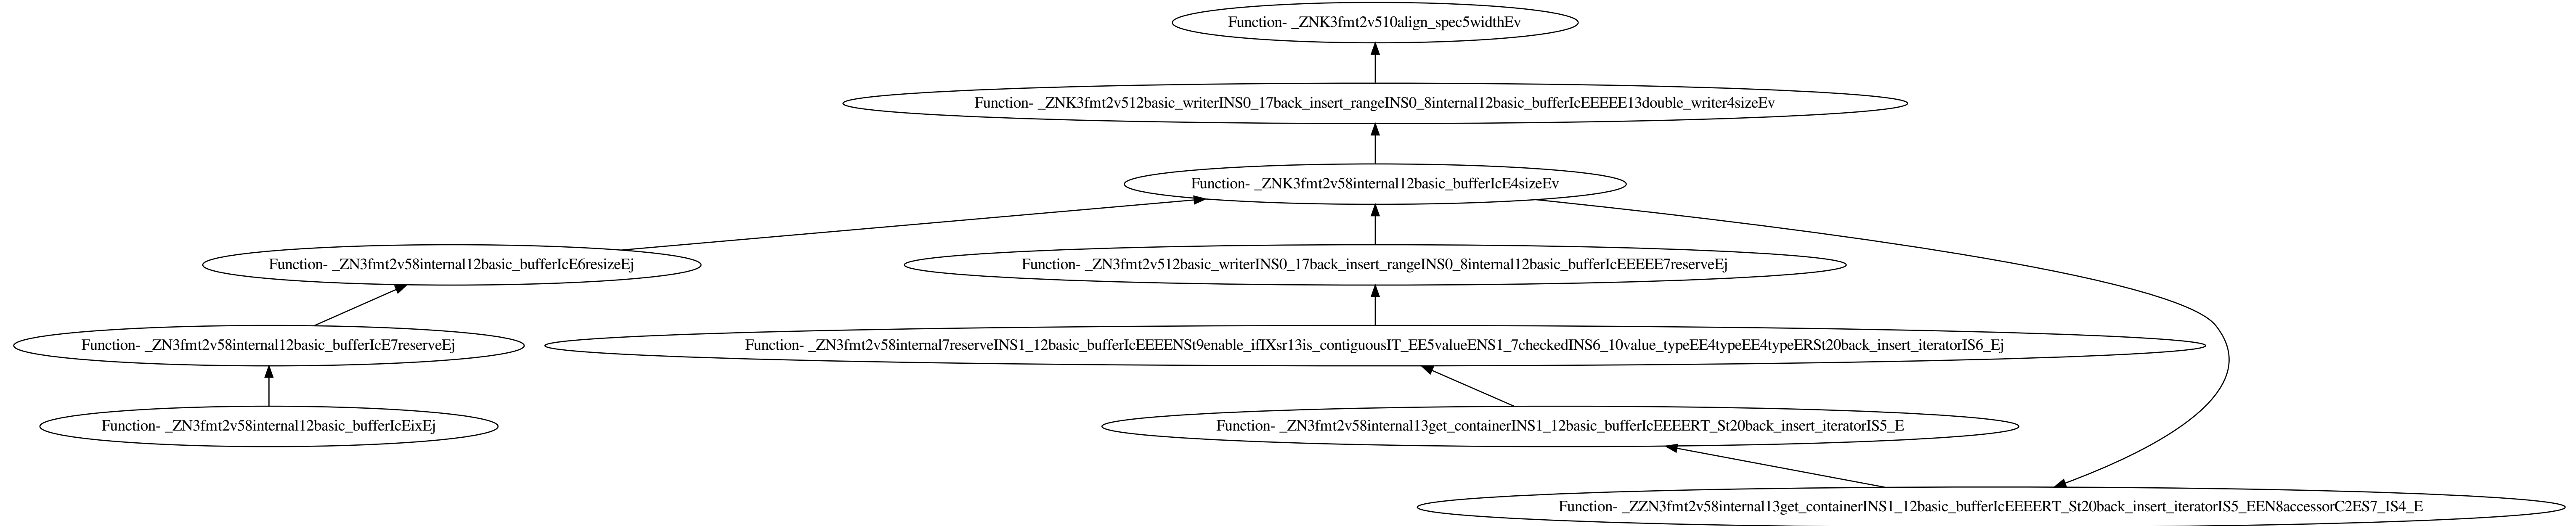 Function- _ZNK3fmt2v510align_spec5widthEv
Function- _ZNK3fmt2v512basic_writerINS0_17back_insert_rangeINS0_8internal12basic_bufferIcEEEEE13double_writer4sizeEv
Function- _ZNK3fmt2v58internal12basic_bufferIcE4sizeEv
Function- _ZN3fmt2v58internal12basic_bufferIcE6resizeEj
Function- _ZN3fmt2v512basic_writerINS0_17back_insert_rangeINS0_8internal12basic_bufferIcEEEEE7reserveEj
Function- _ZN3fmt2v58internal12basic_bufferIcE7reserveEj
Function- _ZN3fmt2v58internal7reserveINS1_12basic_bufferIcEEEENSt9enable_ifIXsr13is_contiguousIT_EE5valueENS1_7checkedINS6_10value_typeEE4typeEE4typeERSt20back_insert_iteratorIS6_Ej
Function- _ZN3fmt2v58internal12basic_bufferIcEixEj
Function- _ZN3fmt2v58internal13get_containerINS1_12basic_bufferIcEEEERT_St20back_insert_iteratorIS5_E
Function- _ZZN3fmt2v58internal13get_containerINS1_12basic_bufferIcEEEERT_St20back_insert_iteratorIS5_EEN8accessorC2ES7_IS4_E